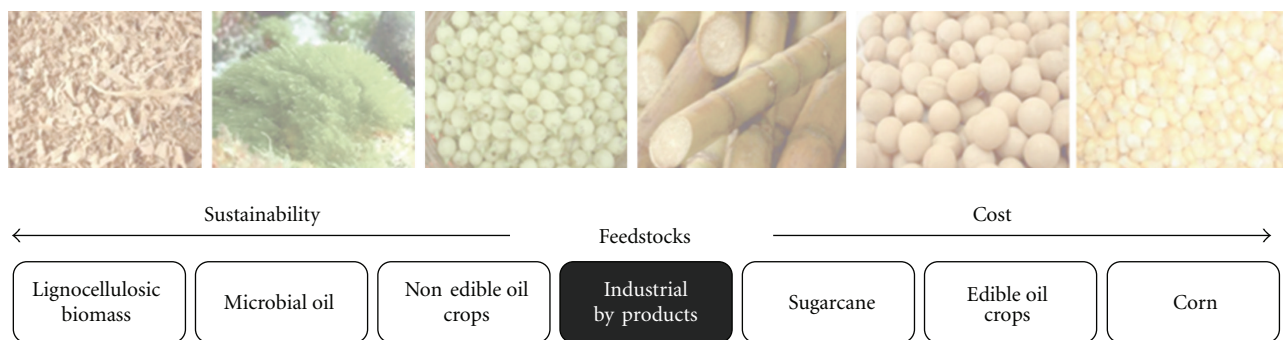 Sustainability
Cost
Feedstocks
Lignocellulosic
biomass
Microbial oil
Non edible oil
crops
Industrial
by products
Sugarcane
Edible oil
crops
Corn